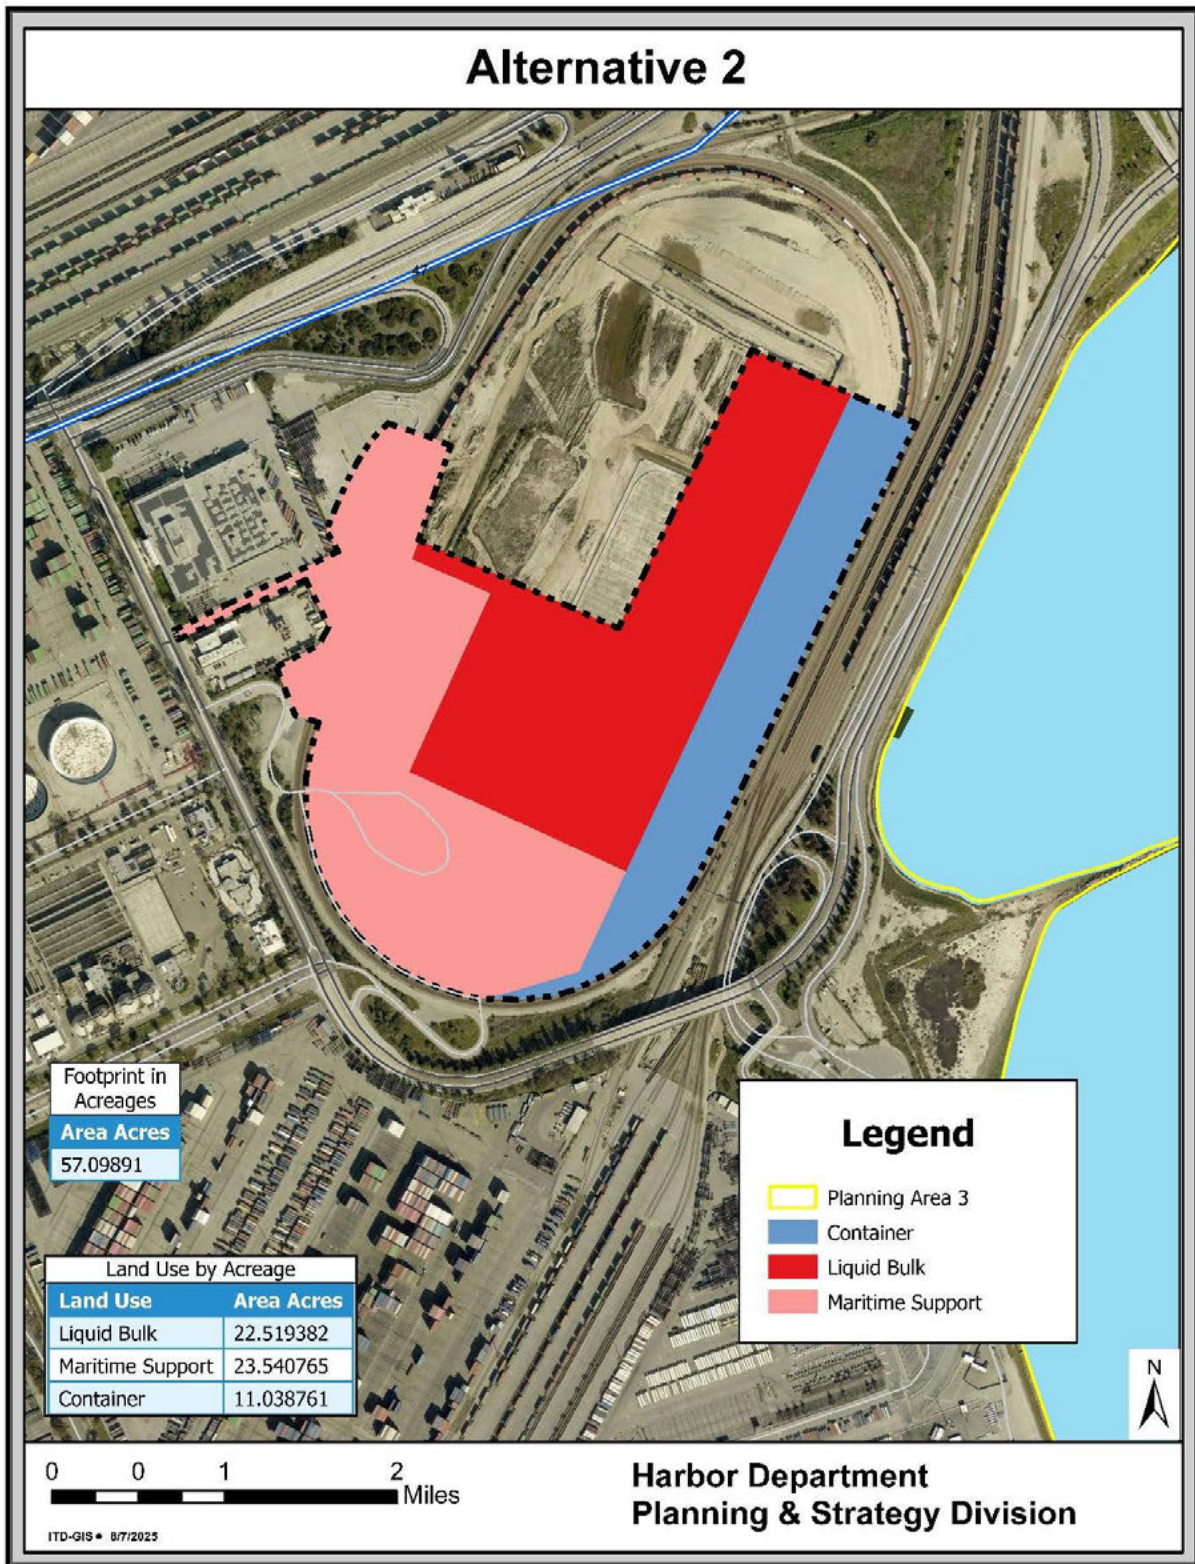 Alternative 2
47
Footprint in
Acreages
Area Acres
57.09891
Land Use by Acreage
Land Use Area Acres
Liquid Bulk 22.519382
Maritime Support 23.540765
Container 11.038761
Legend
Planning Area 3
Container
Liquid Bulk
Maritime Support
N
0 0 1 2
Miles
ITD-GIS • 8/7/2025
Harbor Department
Planning & Strategy Division